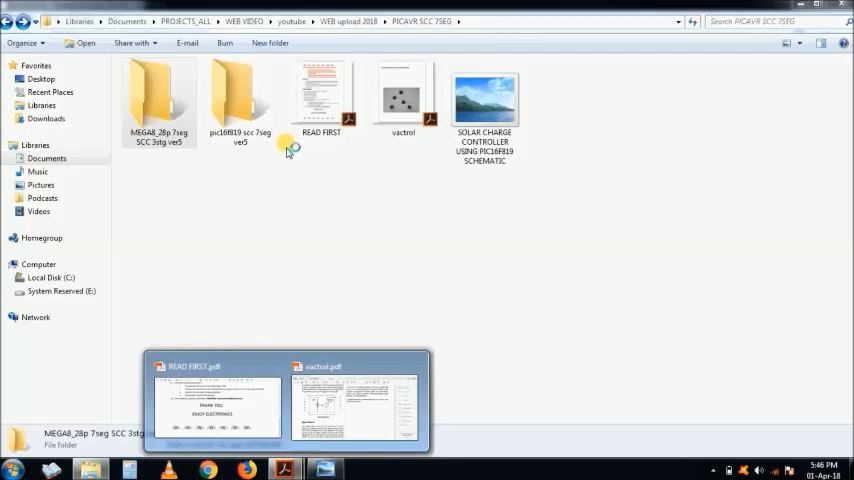 Libraries ▸ Documents ▸ PROJECTS_ALL ▸ WEB VIDEO ▸ youtube ▸ WEB upload 2018 ▸ PICAVR SCC 7SEG ▸
Search PICAVR SCC 7SEG
Organize Open Share with E-mail Burn New folder
Favorites
Desktop
Recent Places
Libraries
Downloads
Libraries
Documents
Music
Pictures
Podcasts
Videos
Homegroup
Computer
Local Disk (C:)
System Reserved (E:)
Network
MEGA8_28p 7seg
SCC 3stg ver5
pic16f819 scc 7seg
ver5
READ FIRST
vactrol
SOLAR CHARGE
CONTROLLER
USING PIC16F819
SCHEMATIC
READ FIRST.pdf
vactrol.pdf
THANK YOU
ENJOY ELECTRONICS
MEGA8_28p 7seg SCC 3stg
File folder
5:46 PM
01-Apr-18